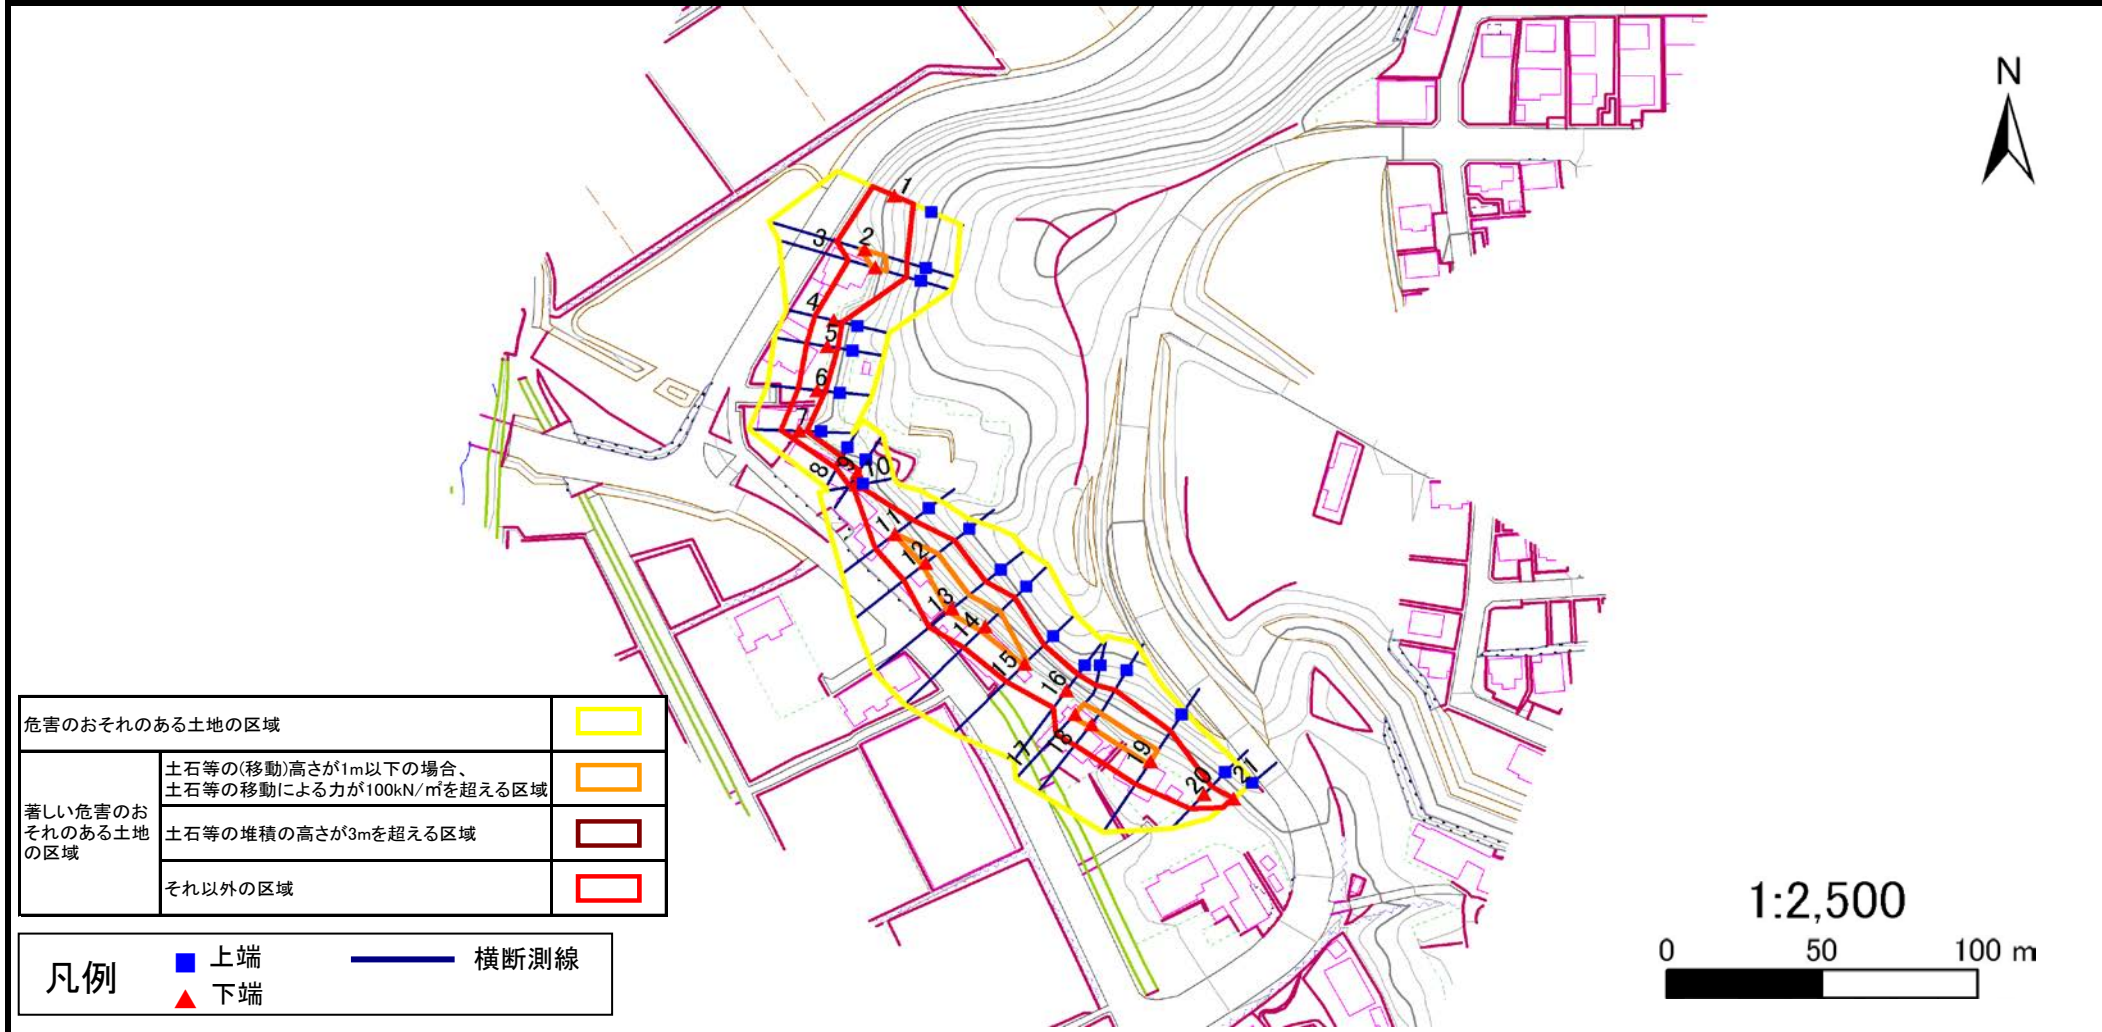 N
1
2
3
4
5
6
7
8
9
10
11
12
13
14
15
16
17
18
19
20
21
危害のおそれのある土地の区域
著しい危害のお
それのある土地
の区域
土石等の(移動)高さが1m以下の場合、
土石等の移動による力が100kN/㎡を超える区域
土石等の堆積の高さが3mを超える区域
それ以外の区域
凡例
上端
下端
横断測線
1:2,500
0 50 100 m